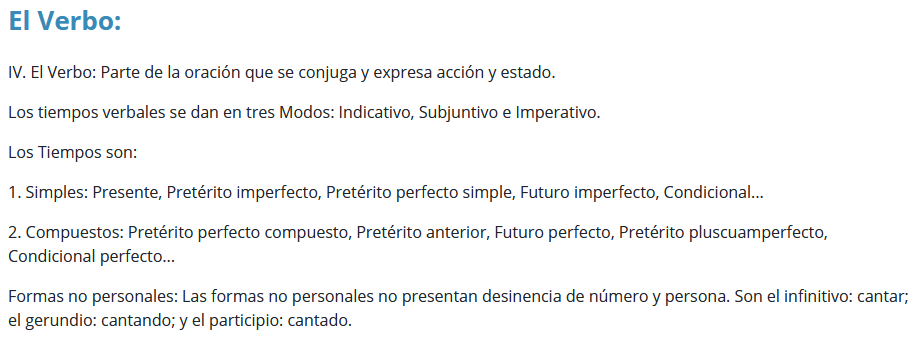 El Verbo:
IV. El Verbo: Parte de la oración que se conjuga y expresa acción y estado.
Los tiempos verbales se dan en tres Modos: Indicativo, Subjuntivo e Imperativo.
Los Tiempos son:
1. Simples: Presente, Pretérito imperfecto, Pretérito perfecto simple, Futuro imperfecto, Condicional...
2. Compuestos: Pretérito perfecto compuesto, Pretérito anterior, Futuro perfecto, Pretérito pluscuamperfecto,
Condicional perfecto...
Formas no personales: Las formas no personales no presentan desinencia de número y persona. Son el infinitivo: cantar;
el gerundio: cantando; y el participio: cantado.